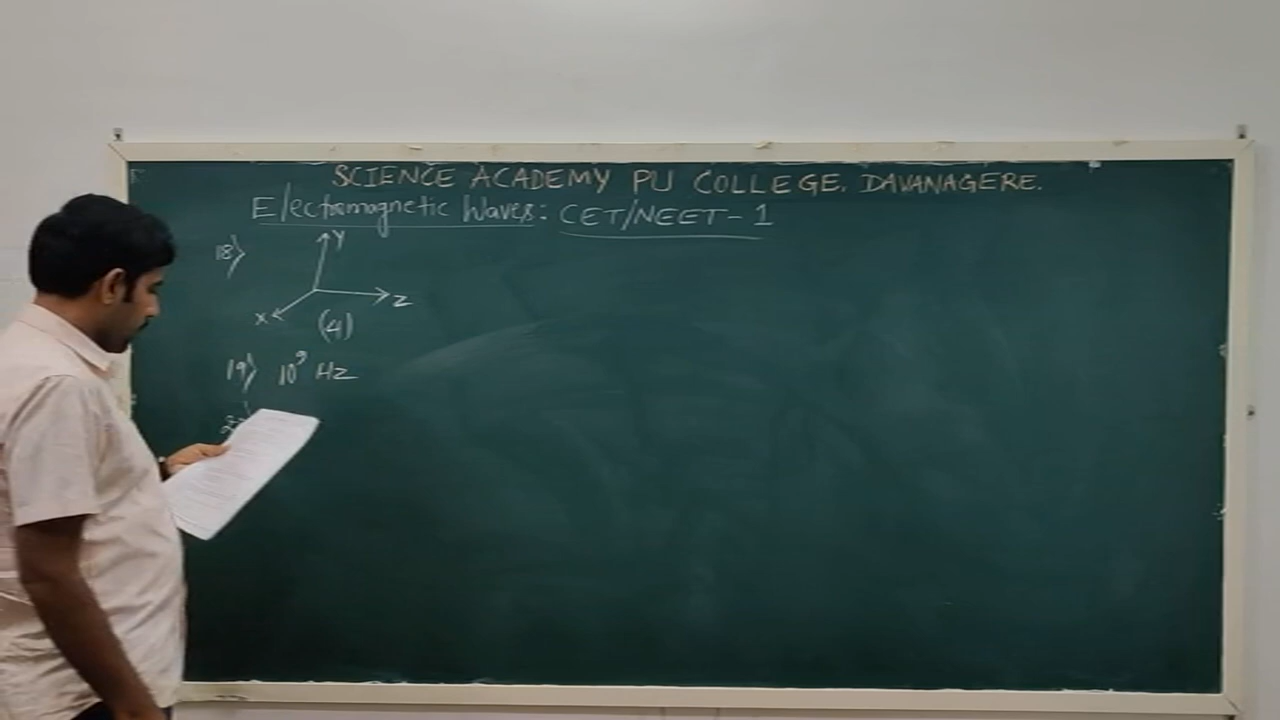 SCIENCE ACADEMY PU COLLEGE, DAVANAGERE.
Electromagnetic Waves: CET/NEET-1
18)
Y
Z
X
(4)
19) 10⁹ Hz